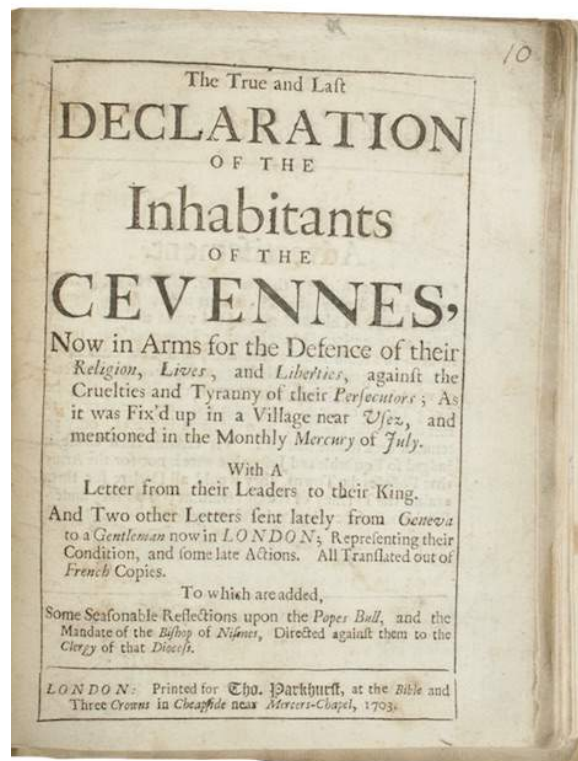 10
The True and Laſt
DECLARATION
OF THE
Inhabitants
OF THE
CEVENNES,
Now in Arms for the Defence of their
Religion, Lives, and Liberties, againſt the
Cruelties and Tyranny of their Perſecutors; As
it was Fix'd up in a Village near Uſez, and
mentioned in the Monthly Mercury of July.
With A
Letter from their Leaders to their King.
And Two other Letters ſent lately from Geneva
to a Gentleman now in LONDON; Repreſenting their
Condition, and ſome late Actions. All Tranſlated out of
French Copies.
To which are added,
Some Seaſonable Reflections upon the Popes Bull, and the
Mandate of the Biſhop of Niſmes, Directed againſt them to the
Clergy of that Dioceſs.
LONDON: Printed for Tho. Parkhurſt, at the Bible and
Three Crowns in Cheapſide near Mercers-Chapel, 1703.